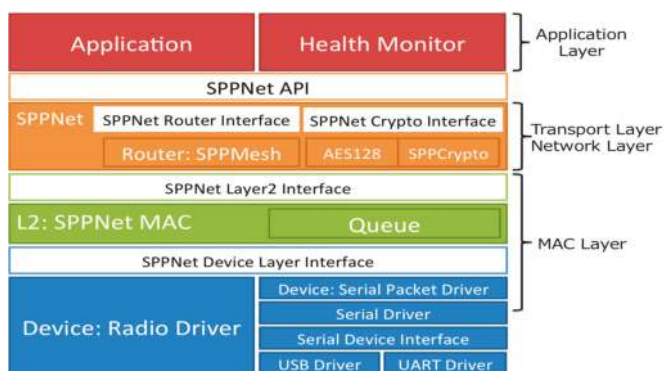 Application
Health Monitor
Application
Layer
SPPNet API
SPPNet
SPPNet Router Interface
SPPNet Crypto Interface
Router: SPPMesh
AES128
SPPCrypto
Transport Layer
Network Layer
SPPNet Layer2 Interface
L2: SPPNet MAC
Queue
MAC Layer
SPPNet Device Layer Interface
Device: Radio Driver
Device: Serial Packet Driver
Serial Driver
Serial Device Interface
USB Driver
UART Driver